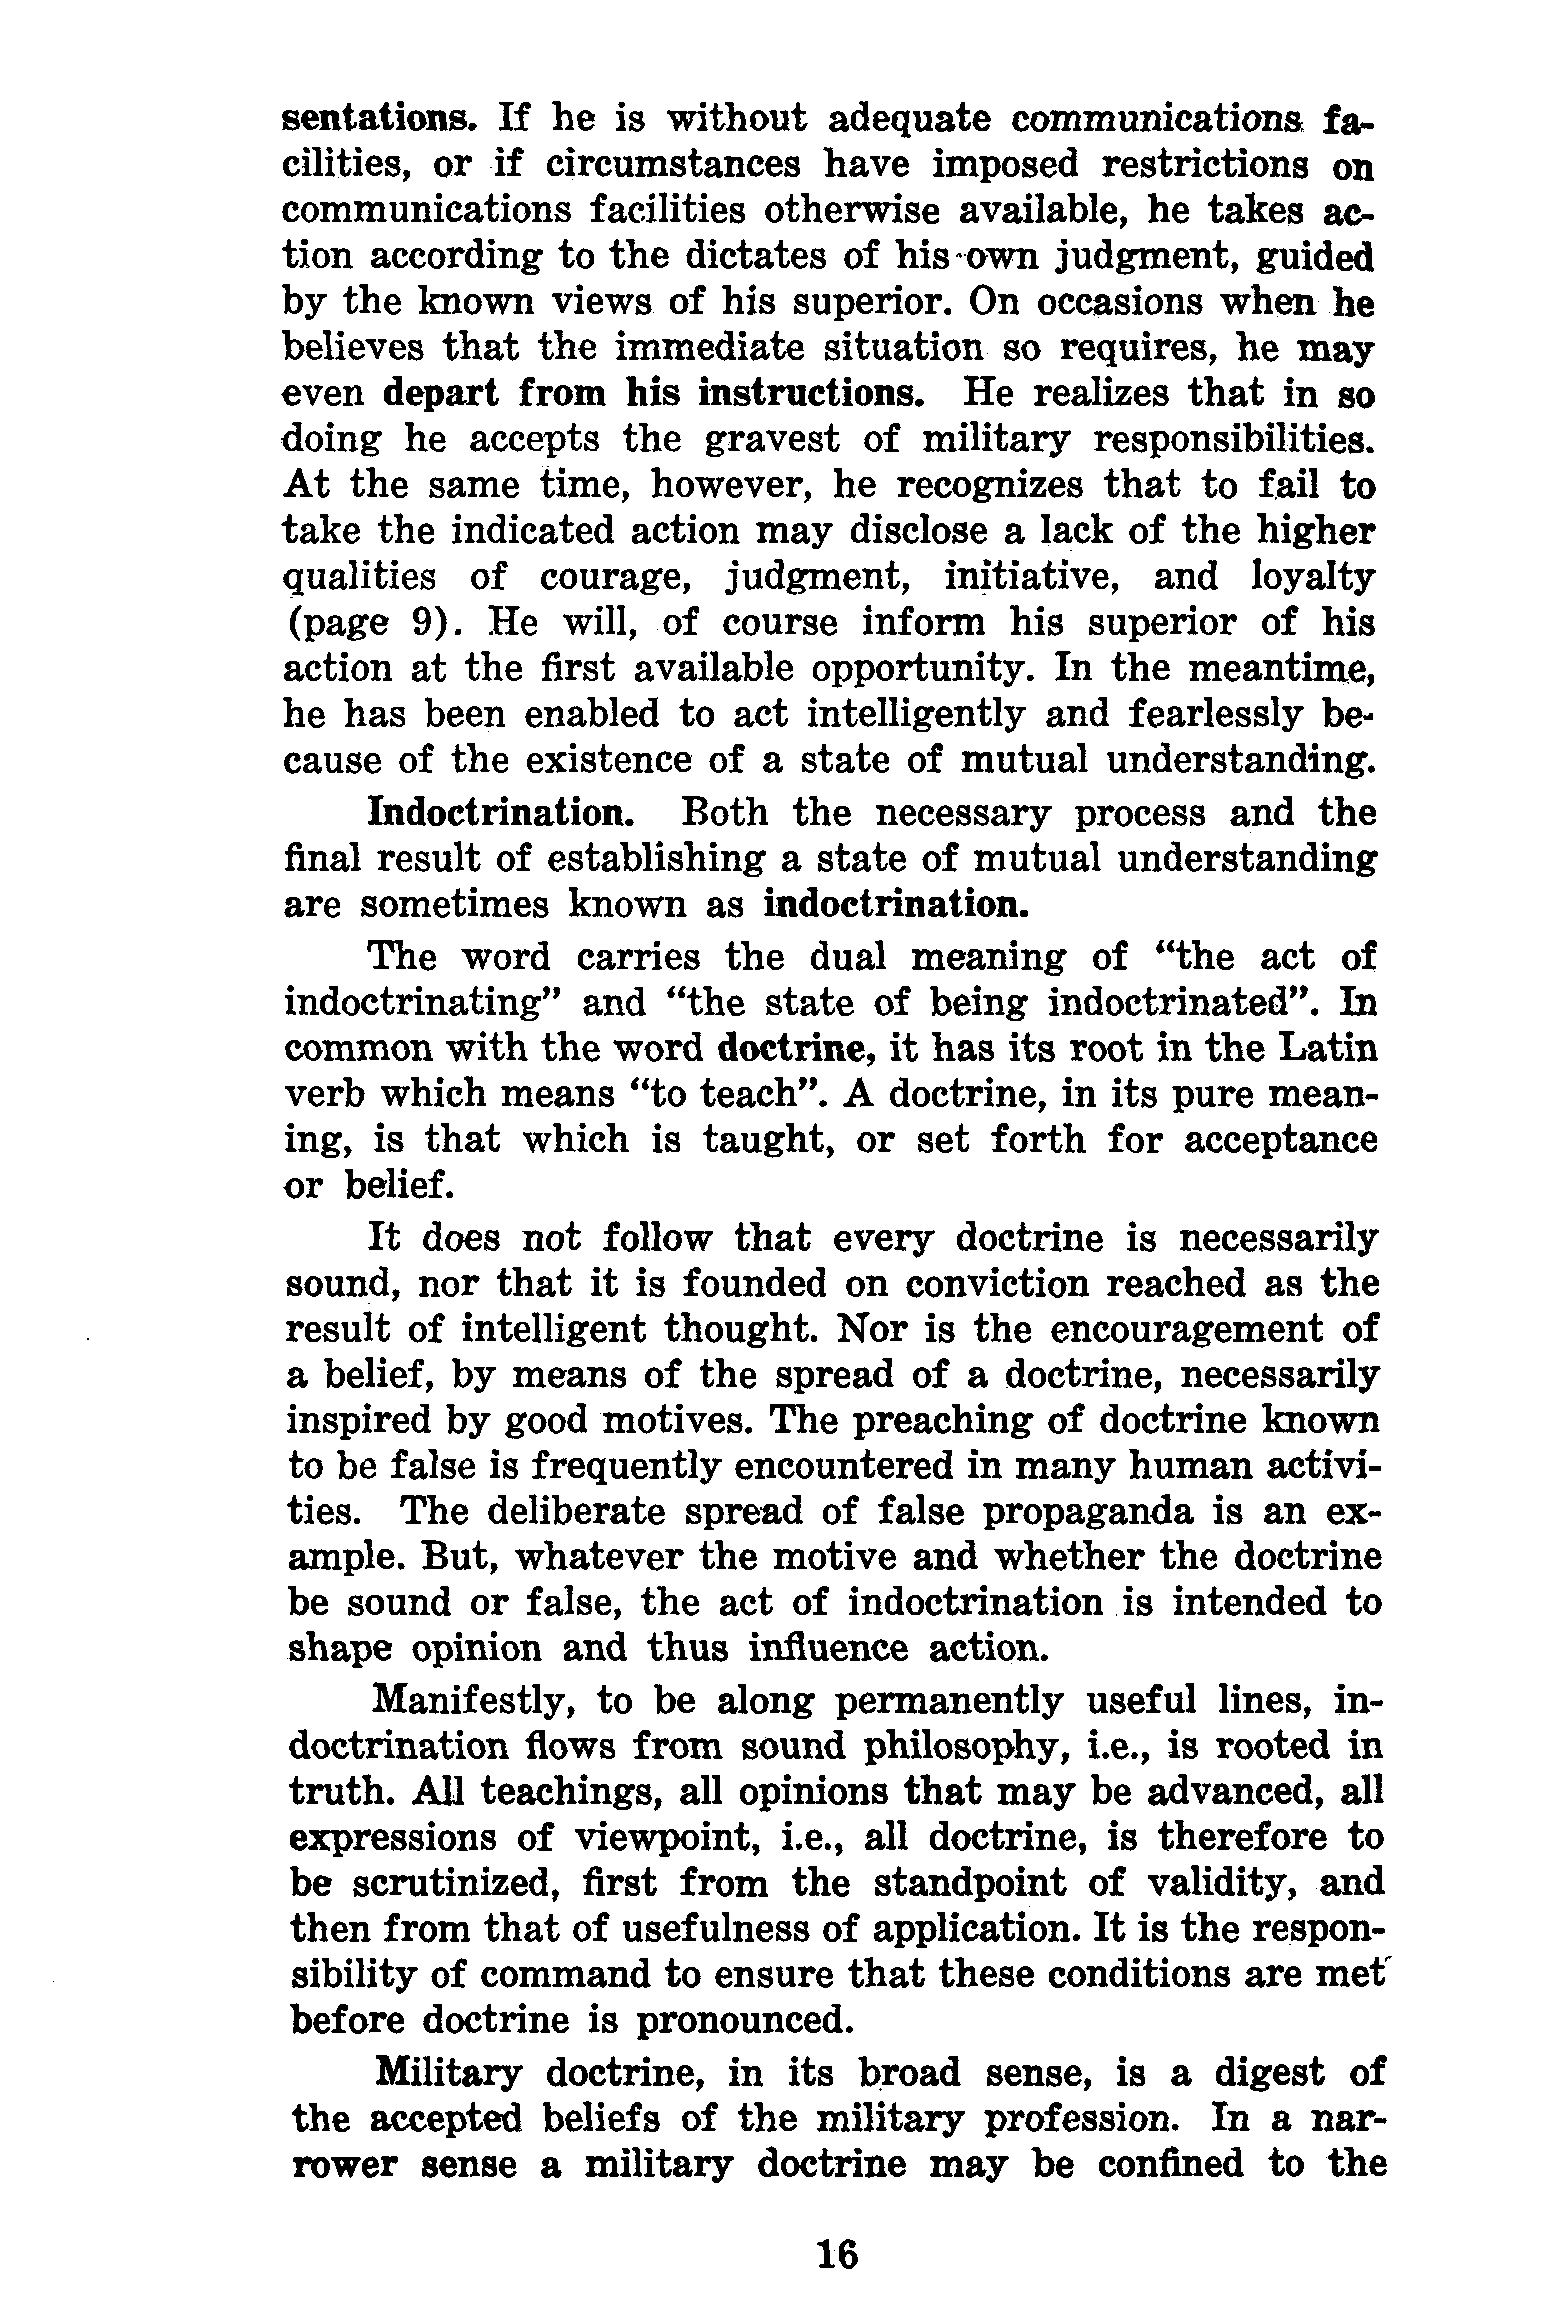 sentations. If he is without adequate communications fa-
cilities, or if circumstances have imposed restrictions on
communications facilities otherwise available, he takes ac-
tion according to the dictates of his own judgment, guided
by the known views of his superior. On occasions when he
believes that the immediate situation so requires, he may
even depart from his instructions. He realizes that in so
doing he accepts the gravest of military responsibilities.
At the same time, however, he recognizes that to fail to
take the indicated action may disclose a lack of the higher
qualities of courage, judgment, initiative, and loyalty
(page 9). He will, of course inform his superior of his
action at the first available opportunity. In the meantime,
he has been enabled to act intelligently and fearlessly be-
cause of the existence of a state of mutual understanding.
Indoctrination. Both the necessary process and the
final result of establishing a state of mutual understanding
are sometimes known as indoctrination.
The word carries the dual meaning of “the act of
indoctrinating” and “the state of being indoctrinated”. In
common with the word doctrine, it has its root in the Latin
verb which means “to teach”. A doctrine, in its pure mean-
ing, is that which is taught, or set forth for acceptance
or belief.
It does not follow that every doctrine is necessarily
sound, nor that it is founded on conviction reached as the
result of intelligent thought. Nor is the encouragement of
a belief, by means of the spread of a doctrine, necessarily
inspired by good motives. The preaching of doctrine known
to be false is frequently encountered in many human activi-
ties. The deliberate spread of false propaganda is an ex-
ample. But, whatever the motive and whether the doctrine
be sound or false, the act of indoctrination is intended to
shape opinion and thus influence action.
Manifestly, to be along permanently useful lines, in-
doctrination flows from sound philosophy, i.e., is rooted in
truth. All teachings, all opinions that may be advanced, all
expressions of viewpoint, i.e., all doctrine, is therefore to
be scrutinized, first from the standpoint of validity, and
then from that of usefulness of application. It is the respon-
sibility of command to ensure that these conditions are met
before doctrine is pronounced.
Military doctrine, in its broad sense, is a digest of
the accepted beliefs of the military profession. In a nar-
rower sense a military doctrine may be confined to the
16